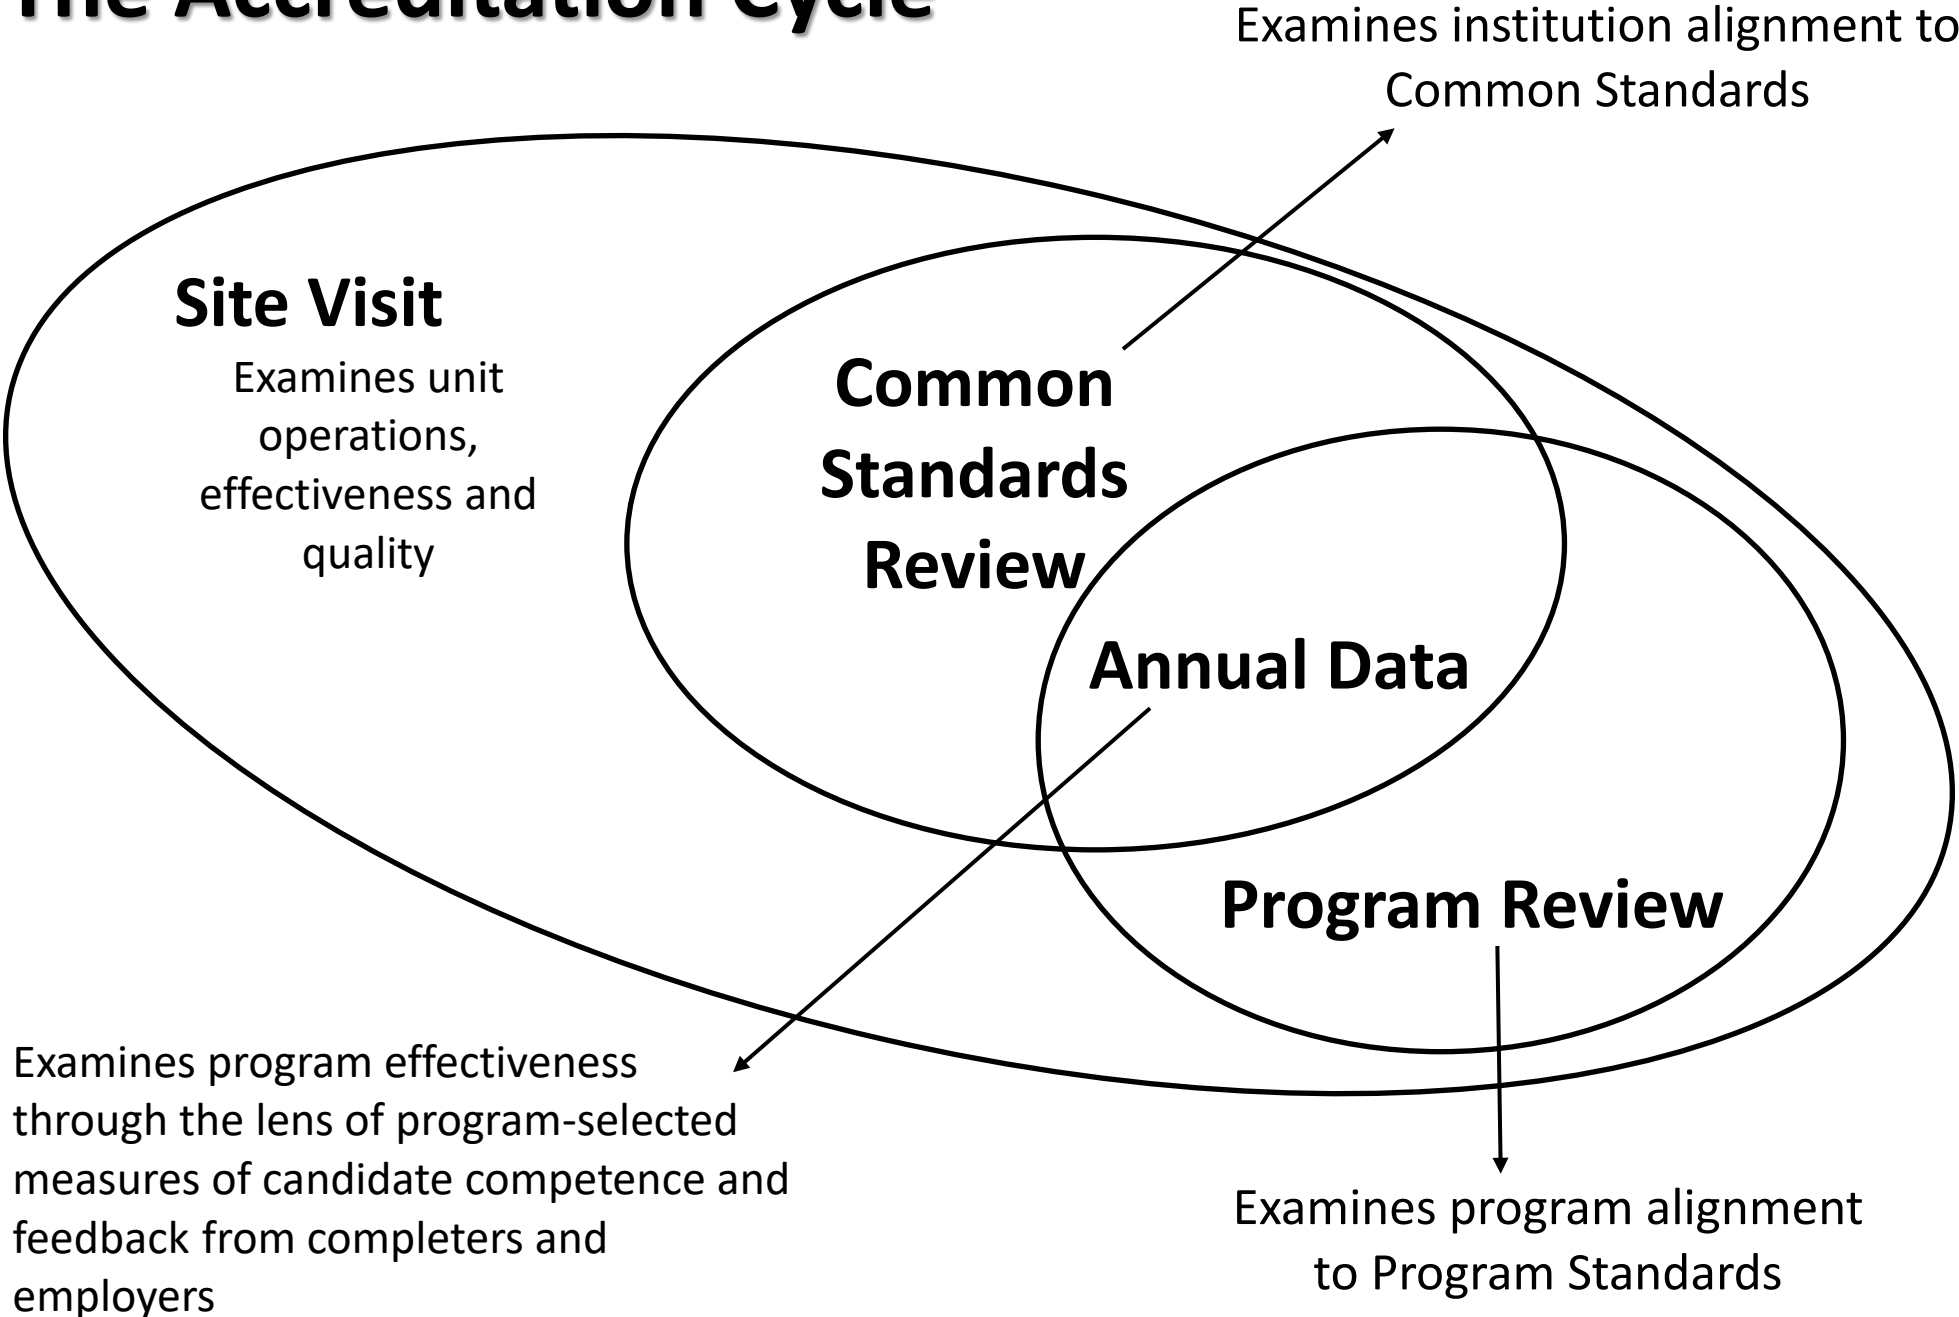 The Accreditation Cycle
Examines institution alignment to
Common Standards
Site Visit
Examines unit
operations,
effectiveness and
quality
Common
Standards
Review
Annual Data
Program Review
Examines program effectiveness
through the lens of program-selected
measures of candidate competence and
feedback from completers and
employers
Examines program alignment
to Program Standards